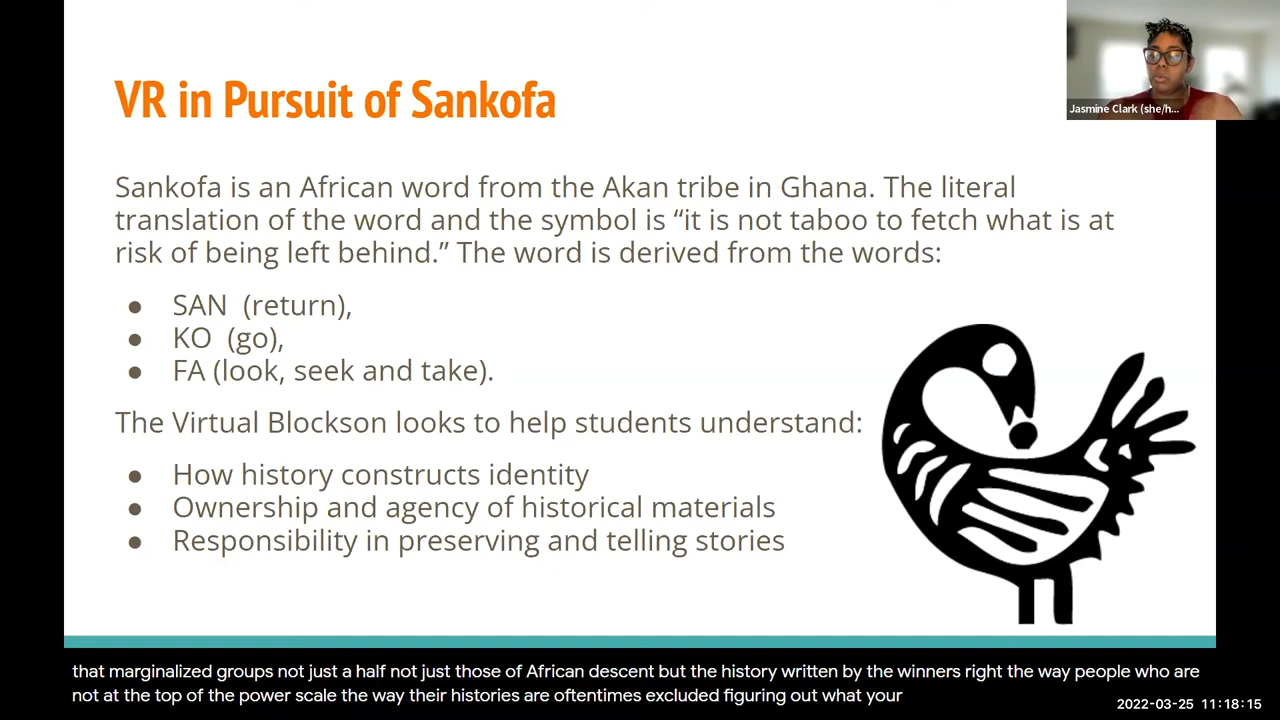 VR in Pursuit of Sankofa
Jasmine Clark (she/h...
Sankofa is an African word from the Akan tribe in Ghana. The literal
translation of the word and the symbol is “it is not taboo to fetch what is at
risk of being left behind.” The word is derived from the words:
● SAN (return),
● KO (go),
● FA (look, seek and take).
The Virtual Blockson looks to help students understand:
● How history constructs identity
● Ownership and agency of historical materials
● Responsibility in preserving and telling stories
that marginalized groups not just a half not just those of African descent but the history written by the winners right the way people who are
not at the top of the power scale the way their histories are oftentimes excluded figuring out what your
2022-03-25 11:18:15